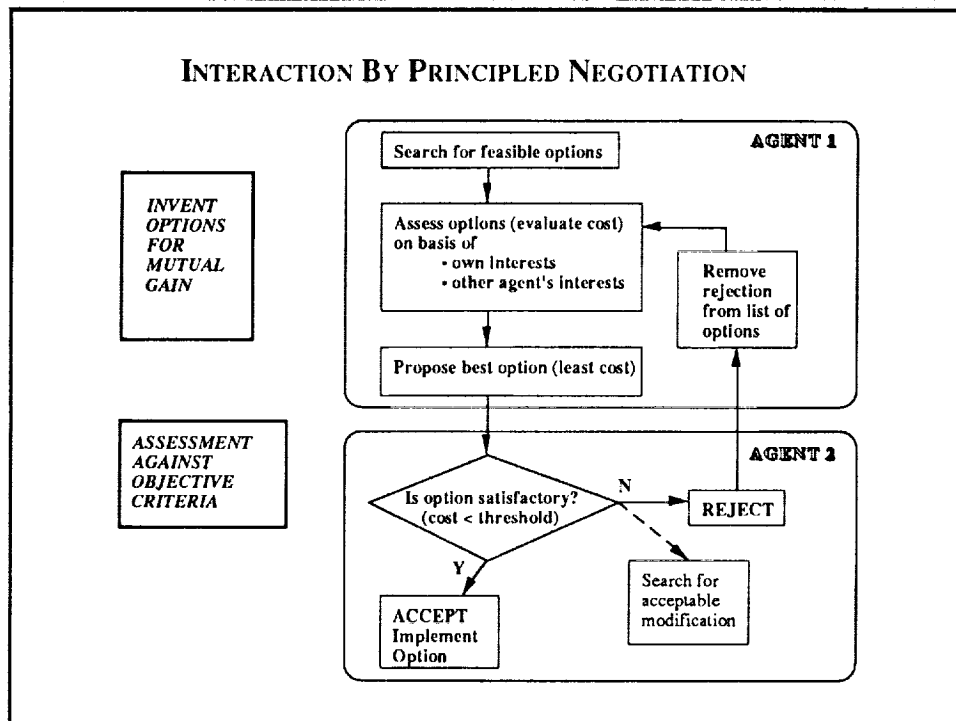 INTERACTION BY PRINCIPLED NEGOTIATION
AGENT 1
Search for feasible options
INVENT
OPTIONS
FOR
MUTUAL
GAIN
Assess options (evaluate cost)
on basis of
• own interests
• other agent's interests
Remove
rejection
from list of
options
Propose best option (least cost)
ASSESSMENT
AGAINST
OBJECTIVE
CRITERIA
AGENT 2
Is option satisfactory?
(cost < threshold)
N
REJECT
Y
Search for
acceptable
modification
ACCEPT
Implement
Option